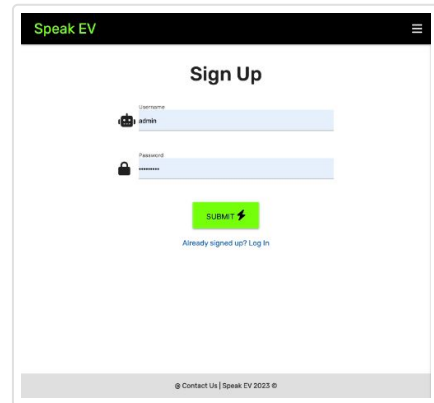 Speak EV
Sign Up
Username
admin
Password
•••••••••
SUBMIT
Already signed up? Log In
@ Contact Us | Speak EV 2023 ©